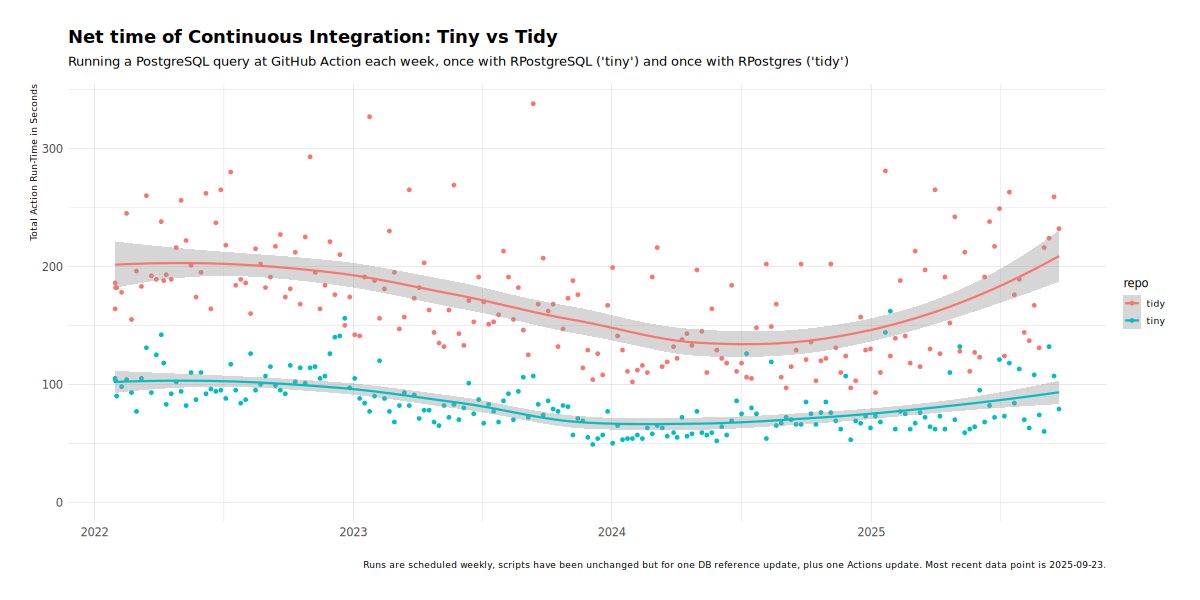 Net time of Continuous Integration: Tiny vs Tidy
Running a PostgreSQL query at GitHub Action each week, once with RPostgreSQL ('tiny') and once with RPostgres ('tidy')
Total Action Run-Time in Seconds
300
200
100
0
2022
2023
2024
2025
repo
tidy
tiny
Runs are scheduled weekly, scripts have been unchanged but for one DB reference update, plus one Actions update. Most recent data point is 2025-09-23.